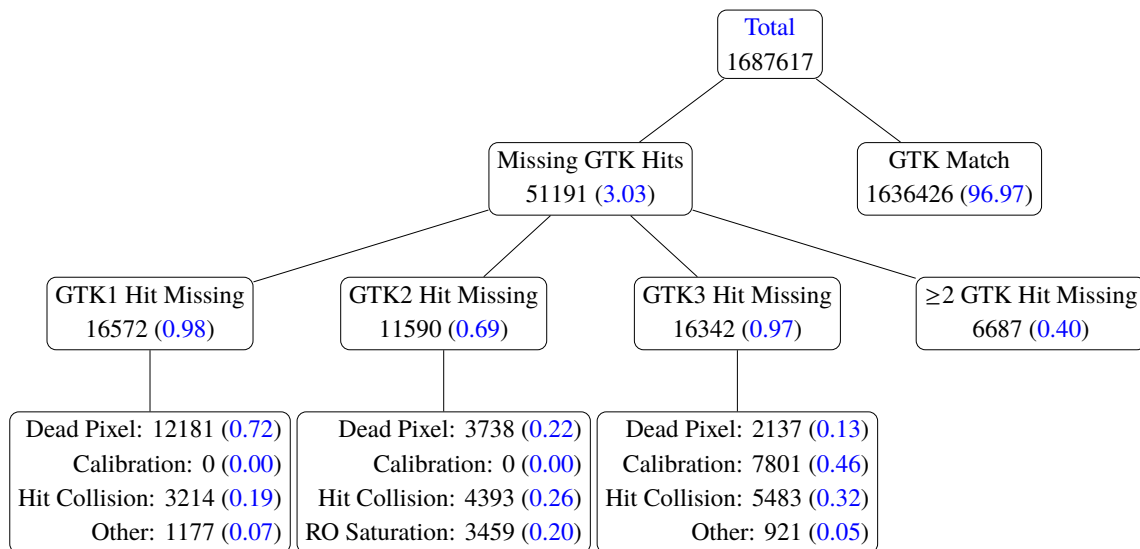 Total
1687617
Missing GTK Hits
51191 (3.03)
GTK Match
1636426 (96.97)
GTK1 Hit Missing
16572 (0.98)
GTK2 Hit Missing
11590 (0.69)
GTK3 Hit Missing
16342 (0.97)
≥2 GTK Hit Missing
6687 (0.40)
Dead Pixel: 12181 (0.72)
Calibration: 0 (0.00)
Hit Collision: 3214 (0.19)
Other: 1177 (0.07)
Dead Pixel: 3738 (0.22)
Calibration: 0 (0.00)
Hit Collision: 4393 (0.26)
RO Saturation: 3459 (0.20)
Dead Pixel: 2137 (0.13)
Calibration: 7801 (0.46)
Hit Collision: 5483 (0.32)
Other: 921 (0.05)